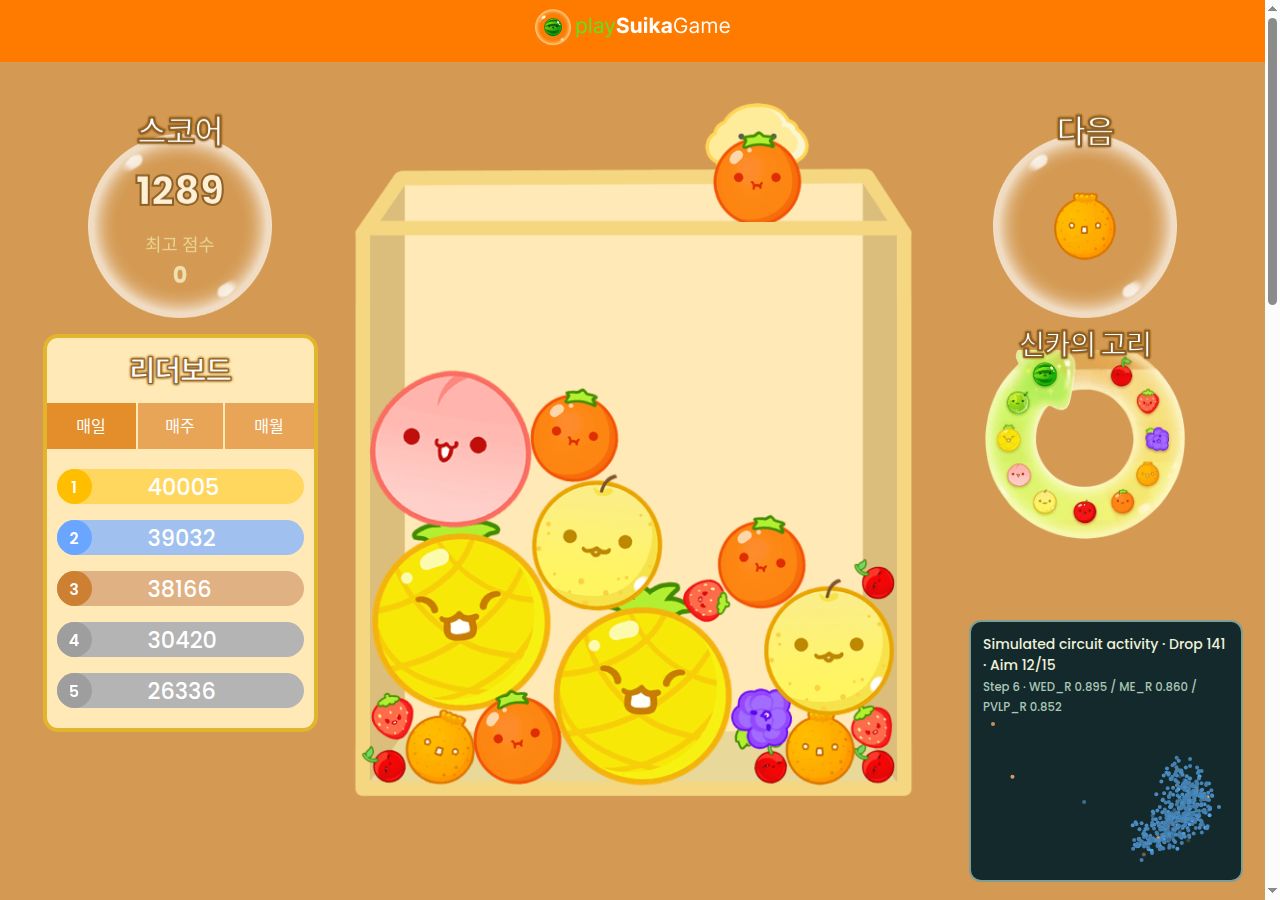 playSuikaGame
스코어
1289
최고 점수
0
리더보드
매일 매주 매월
1 40005
2 39032
3 38166
4 30420
5 26336
다음
신카의 고리
Simulated circuit activity · Drop 141
· Aim 12/15
Step 6 · WED_R 0.895 / ME_R 0.860 /
PVLP_R 0.852